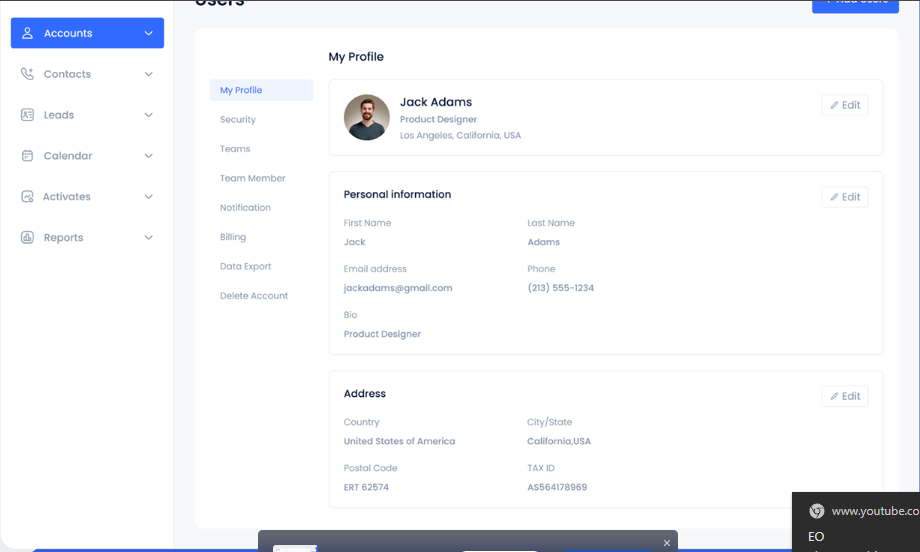 Users
Add Users
Accounts
Contacts
Leads
Calendar
Activates
Reports
My Profile
Security
Teams
Team Member
Notification
Billing
Data Export
Delete Account
My Profile
Jack Adams
Product Designer
Los Angeles, California, USA
Edit
Personal information
Edit
First Name
Last Name
Jack
Adams
Email address
Phone
jackadams@gmail.com
(213) 555-1234
Bio
Product Designer
Address
Edit
Country
City/State
United States of America
California,USA
Postal Code
TAX ID
ERT 62574
AS564178969
www.youtube.co
EO